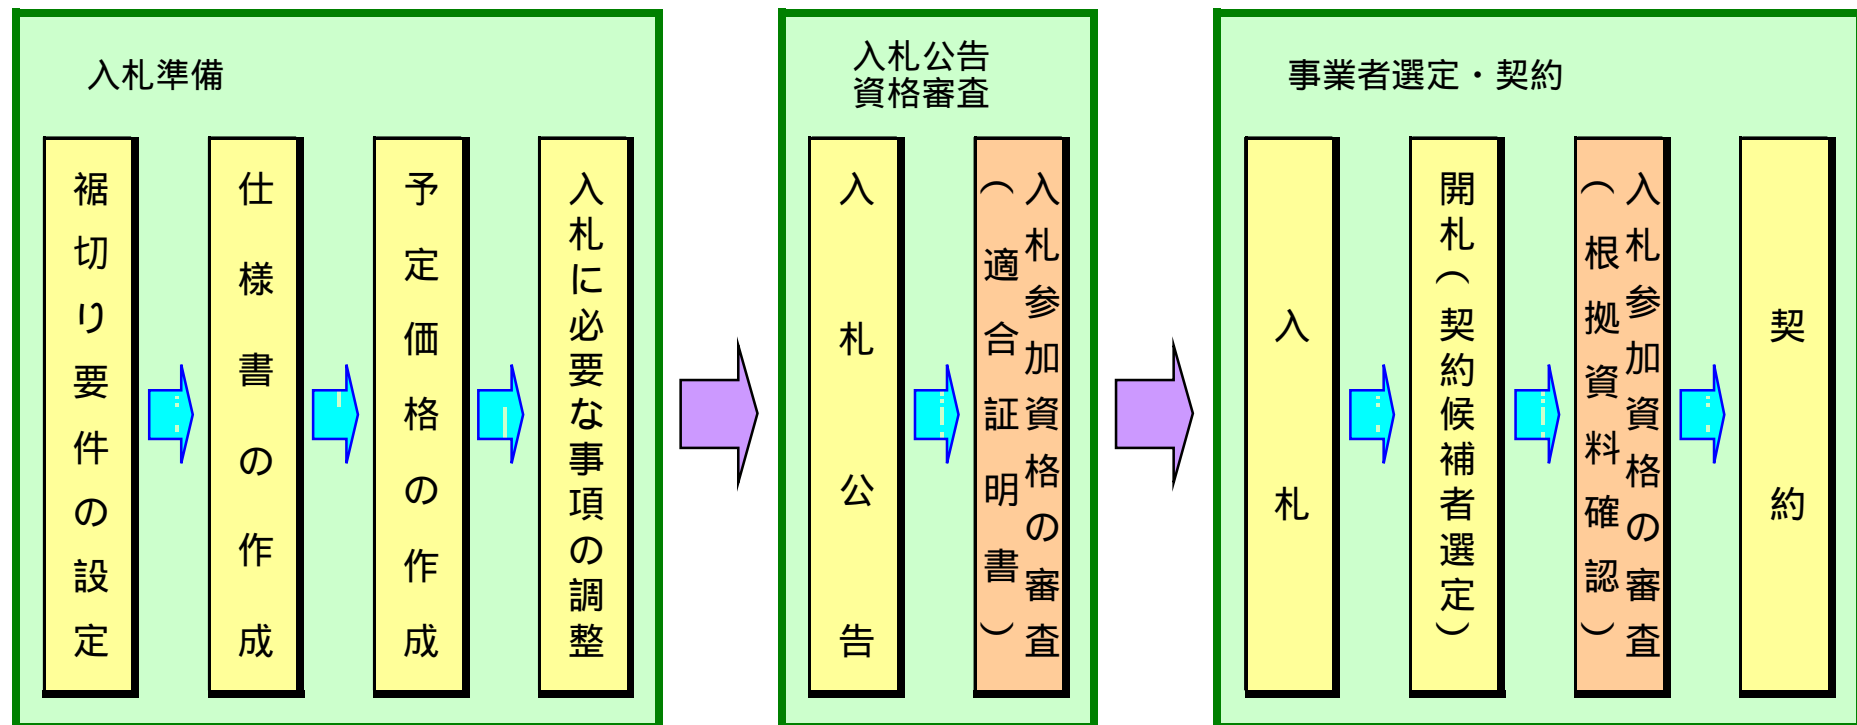 入札準備
裾切り要件の設定
仕様書の作成
予定価格の作成
入札に必要な事項の調整
入札公告
資格審査
入札公告
入札参加資格の審査
（適合証明書）
事業者選定・契約
入札
開札（契約候補者選定）
入札参加資格の審査
（根拠資料確認）
契約